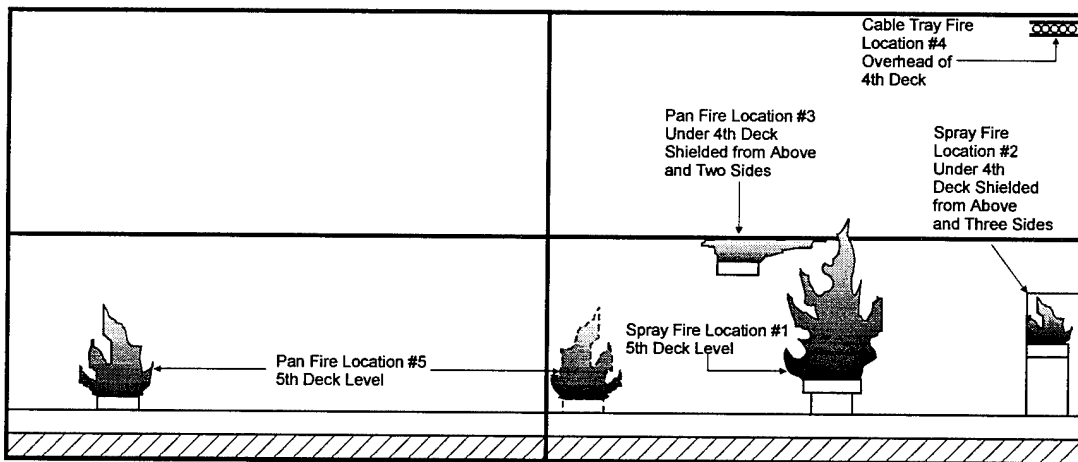 Cable Tray Fire
Location #4
Overhead of
4th Deck
Pan Fire Location #3
Under 4th Deck
Shielded from Above
and Two Sides
Spray Fire
Location #2
Under 4th
Deck Shielded
from Above
and Three Sides
Pan Fire Location #5
5th Deck Level
Spray Fire Location #1
5th Deck Level